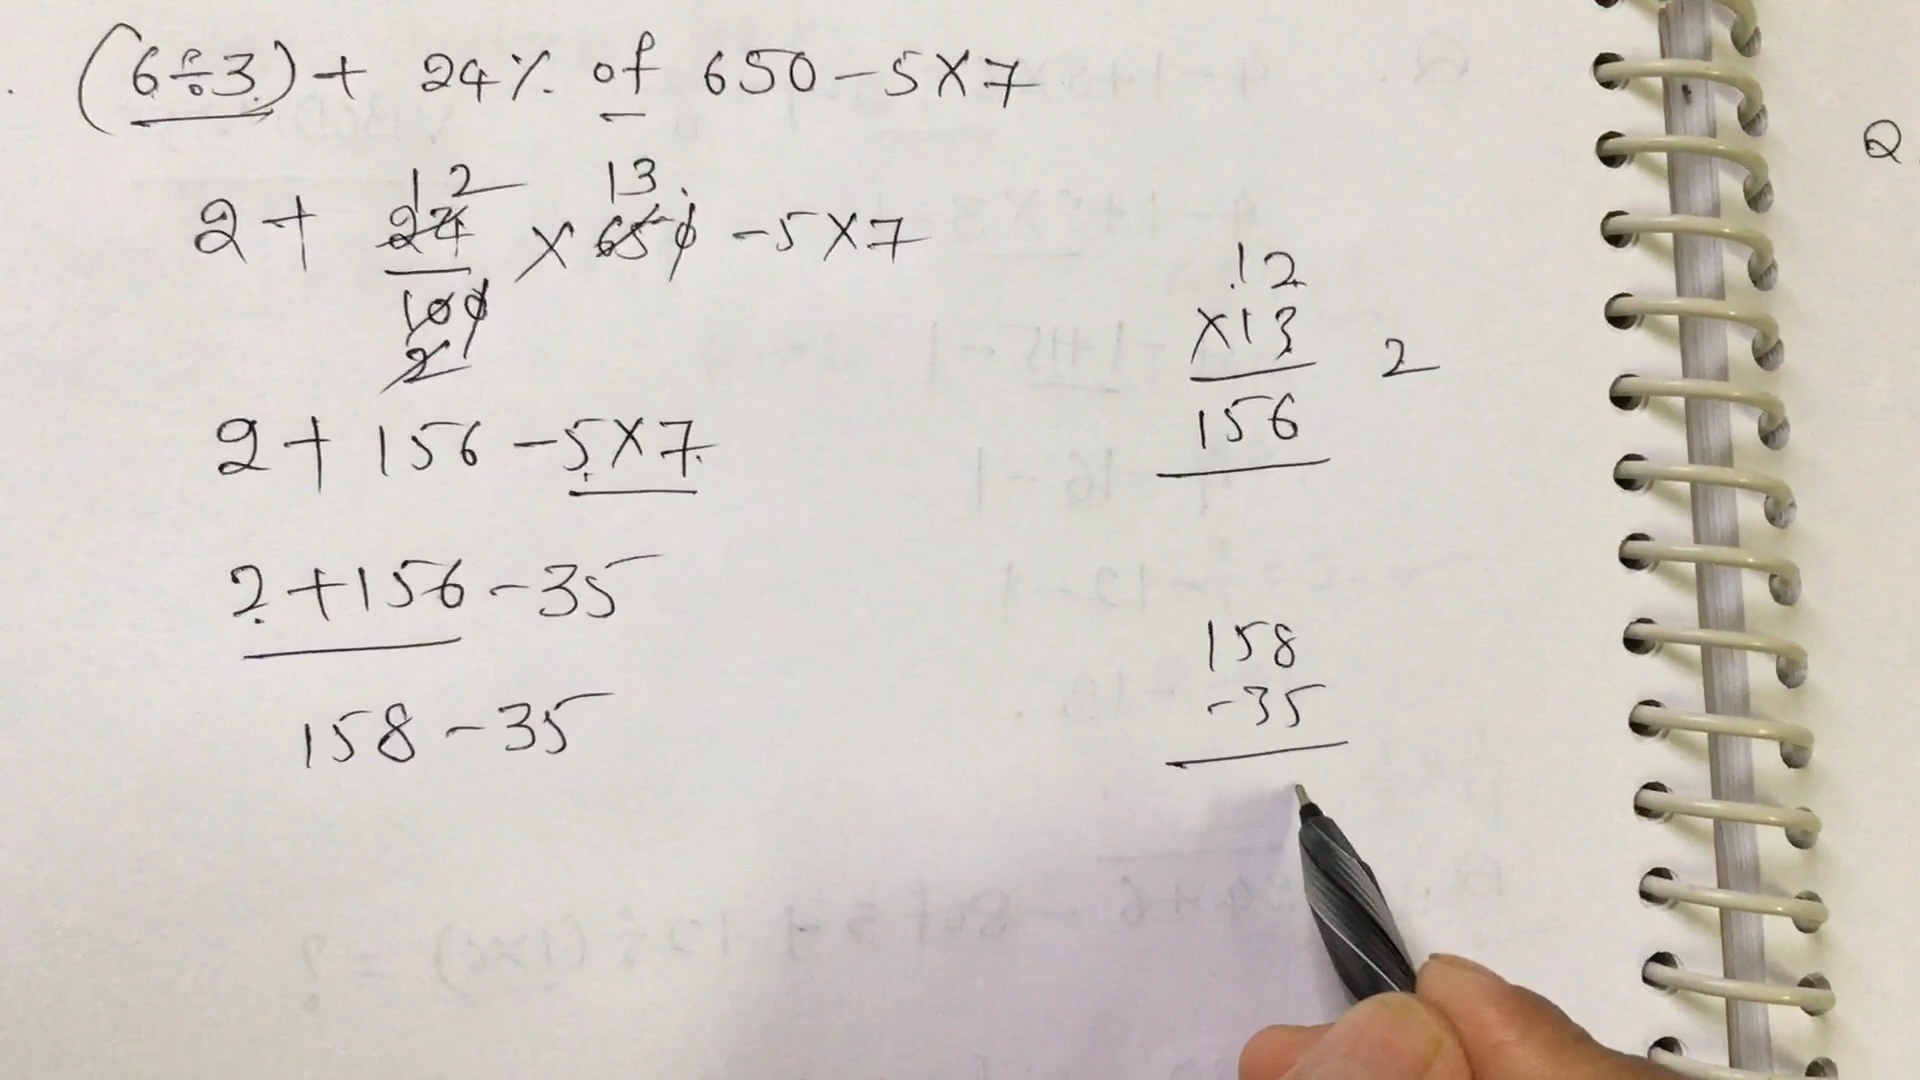 . (6÷3) + 24% of 650 - 5 × 7
12 13
2 + 24/100 × 650 - 5 × 7
2
2 + 156 - 5 × 7
2 + 156 - 35
158 - 35
12
× 13 2
156
158
- 35
Q.